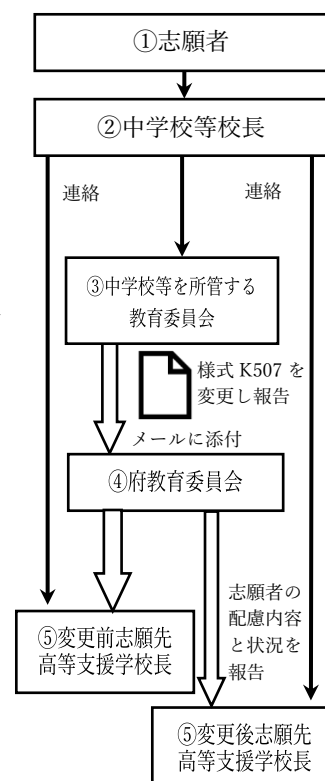 ①志願者
②中学校等校長
連絡
連絡
③中学校等を所管する
教育委員会
様式 K507 を
変更し報告
メールに添付
④府教育委員会
志願者の
配慮内容
と状況を
報告
⑤変更前志願先
高等支援学校長
⑤変更後志願先
高等支援学校長